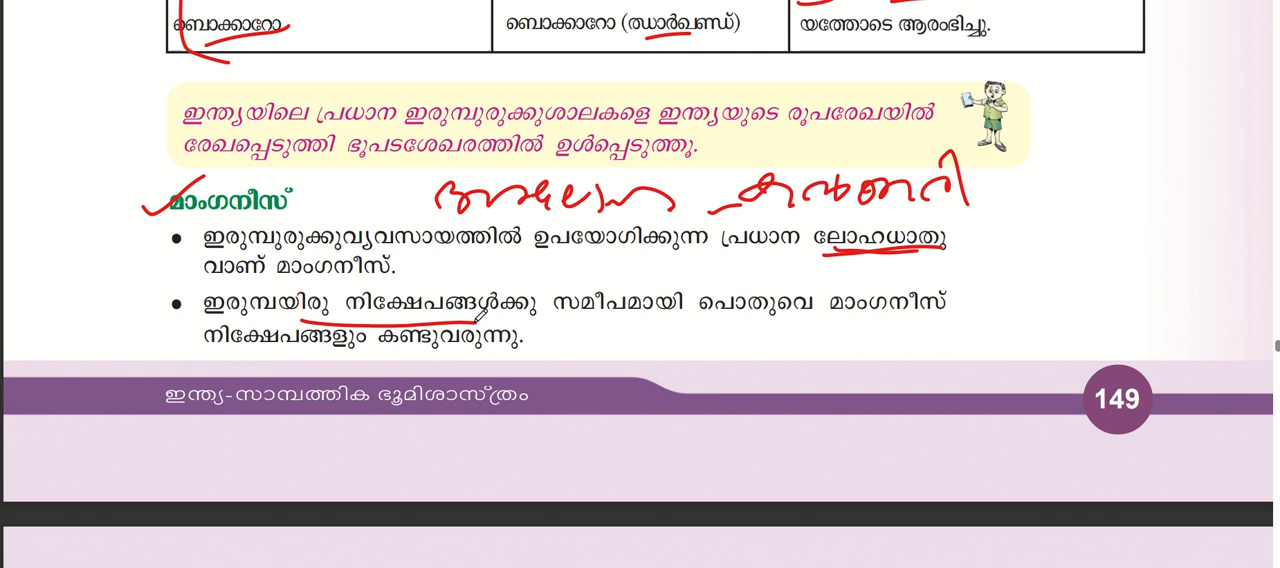 ബൊക്കാറോ
ബൊക്കാറോ (ഝാർഖണ്ഡ്)
യത്തോടെ ആരംഭിച്ചു.
ഇന്ത്യയിലെ പ്രധാന ഇരുമ്പുരുക്കുശാലകളെ ഇന്ത്യയുടെ രൂപരേഖയിൽ
രേഖപ്പെടുത്തി ഭൂപടശേഖരത്തിൽ ഉൾപ്പെടുത്തൂ.
മാംഗനീസ്
● ഇരുമ്പുരുക്കുവ്യവസായത്തിൽ ഉപയോഗിക്കുന്ന പ്രധാന ലോഹധാതു
വാണ് മാംഗനീസ്.
● ഇരുമ്പയിരു നിക്ഷേപങ്ങൾക്കു സമീപമായി പൊതുവെ മാംഗനീസ്
നിക്ഷേപങ്ങളും കണ്ടുവരുന്നു.
ഇന്ത്യ-സാമ്പത്തിക ഭൂമിശാസ്ത്രം
149